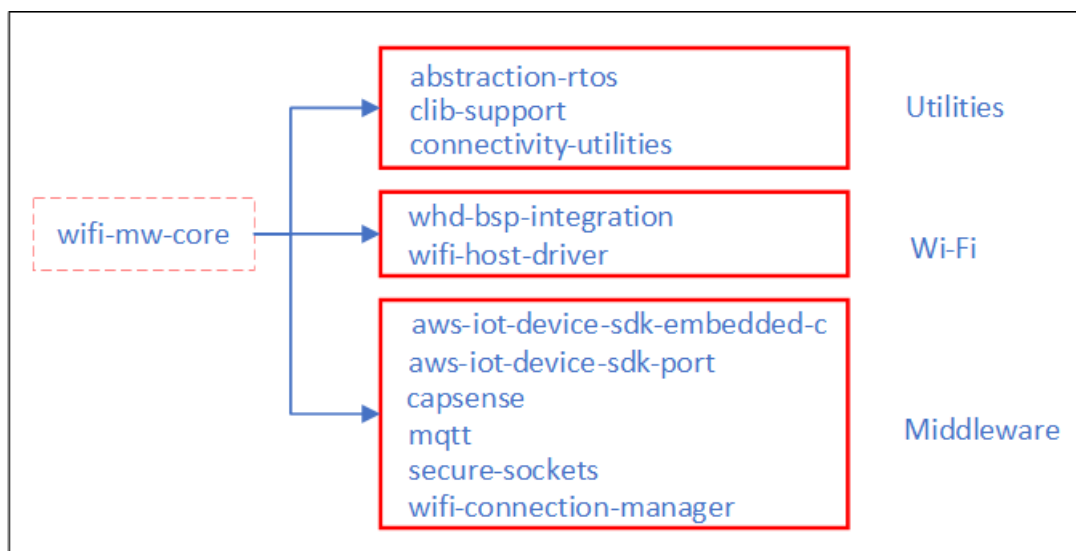 wifi-mw-core
abstraction-rtos
clib-support
connectivity-utilities
Utilities
whd-bsp-integration
wifi-host-driver
Wi-Fi
aws-iot-device-sdk-embedded-c
aws-iot-device-sdk-port
capsense
mqtt
secure-sockets
wifi-connection-manager
Middleware